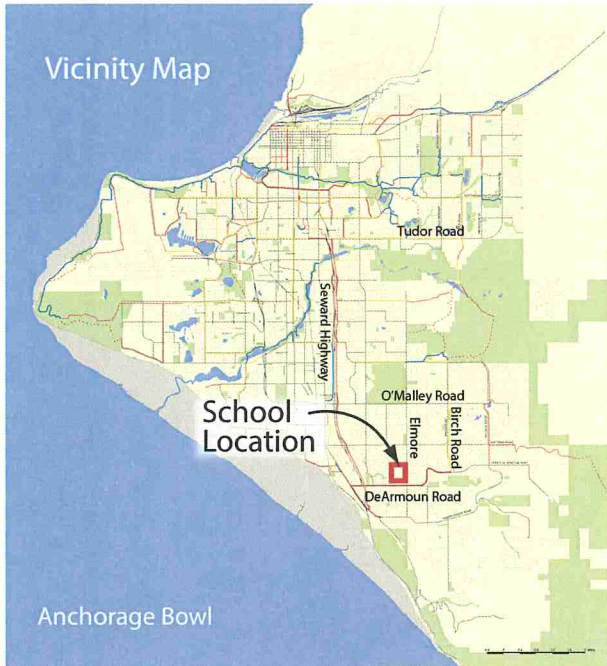 Vicinity Map
Tudor Road
Seward Highway
O'Malley Road
School
Location
Elmore
Birch Road
DeArmoun Road
Anchorage Bowl